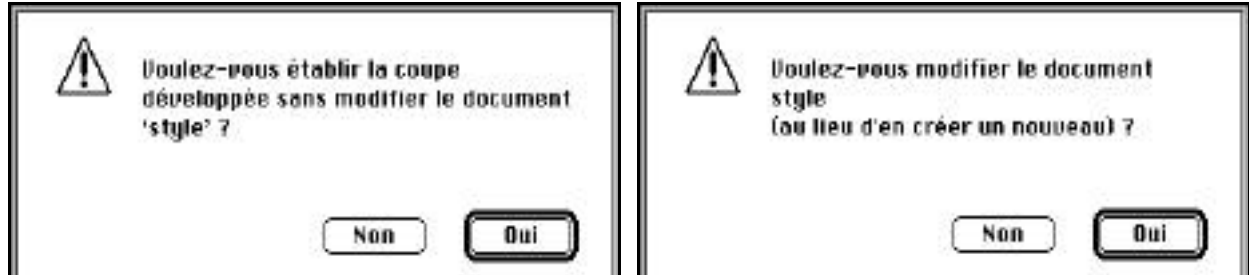 Voulez-vous établir la coupe
développée sans modifier le document
'style' ?
Non
Oui
Voulez-vous modifier le document
style
(au lieu d'en créer un nouveau) ?
Non
Oui